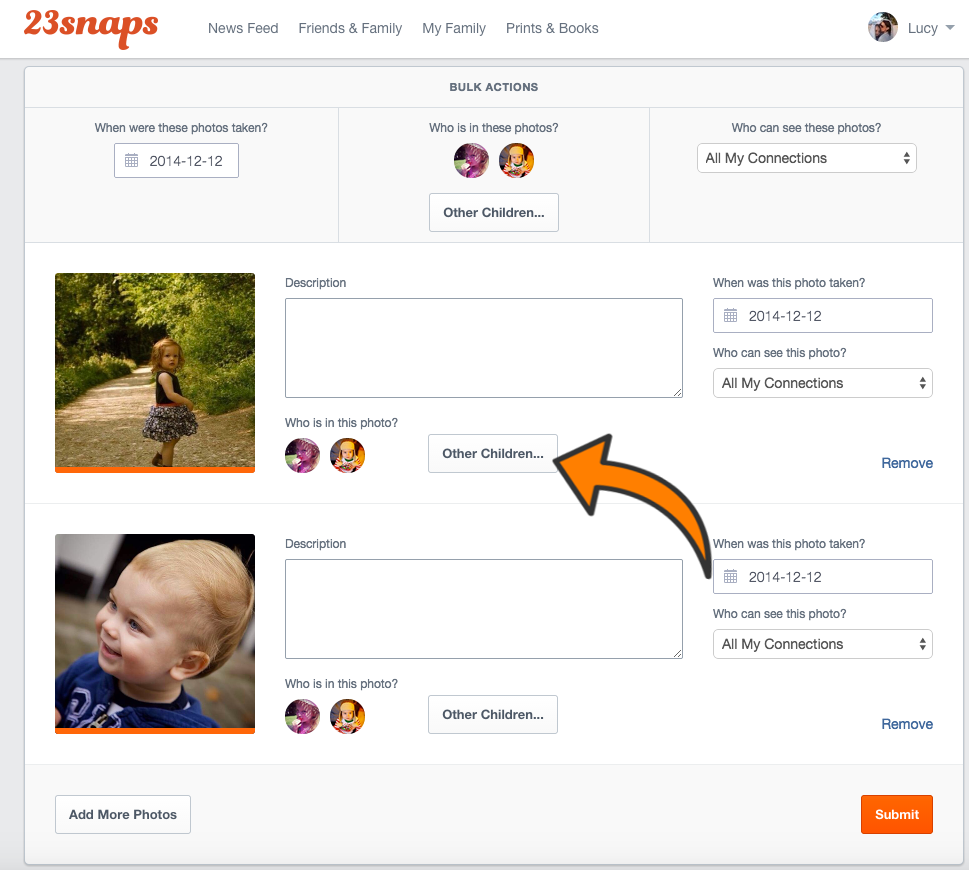 23snaps
News Feed Friends & Family My Family Prints & Books Lucy
BULK ACTIONS
When were these photos taken? Who is in these photos? Who can see these photos?
2014-12-12 All My Connections
Other Children...
Description When was this photo taken?
2014-12-12
Who can see this photo?
All My Connections
Who is in this photo?
Other Children... Remove
Description When was this photo taken?
2014-12-12
Who can see this photo?
All My Connections
Who is in this photo?
Other Children... Remove
Add More Photos Submit